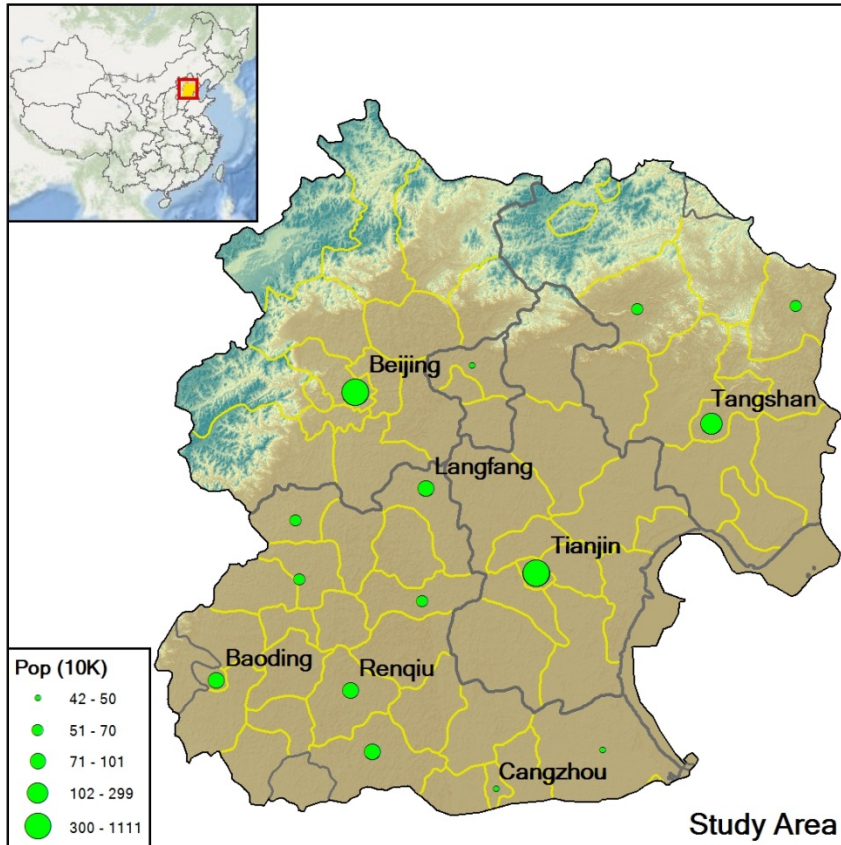 Beijing
Tangshan
Langfang
Tianjin
Baoding
Renqiu
Cangzhou
Pop (10K)
42 - 50
51 - 70
71 - 101
102 - 299
300 - 1111
Study Area